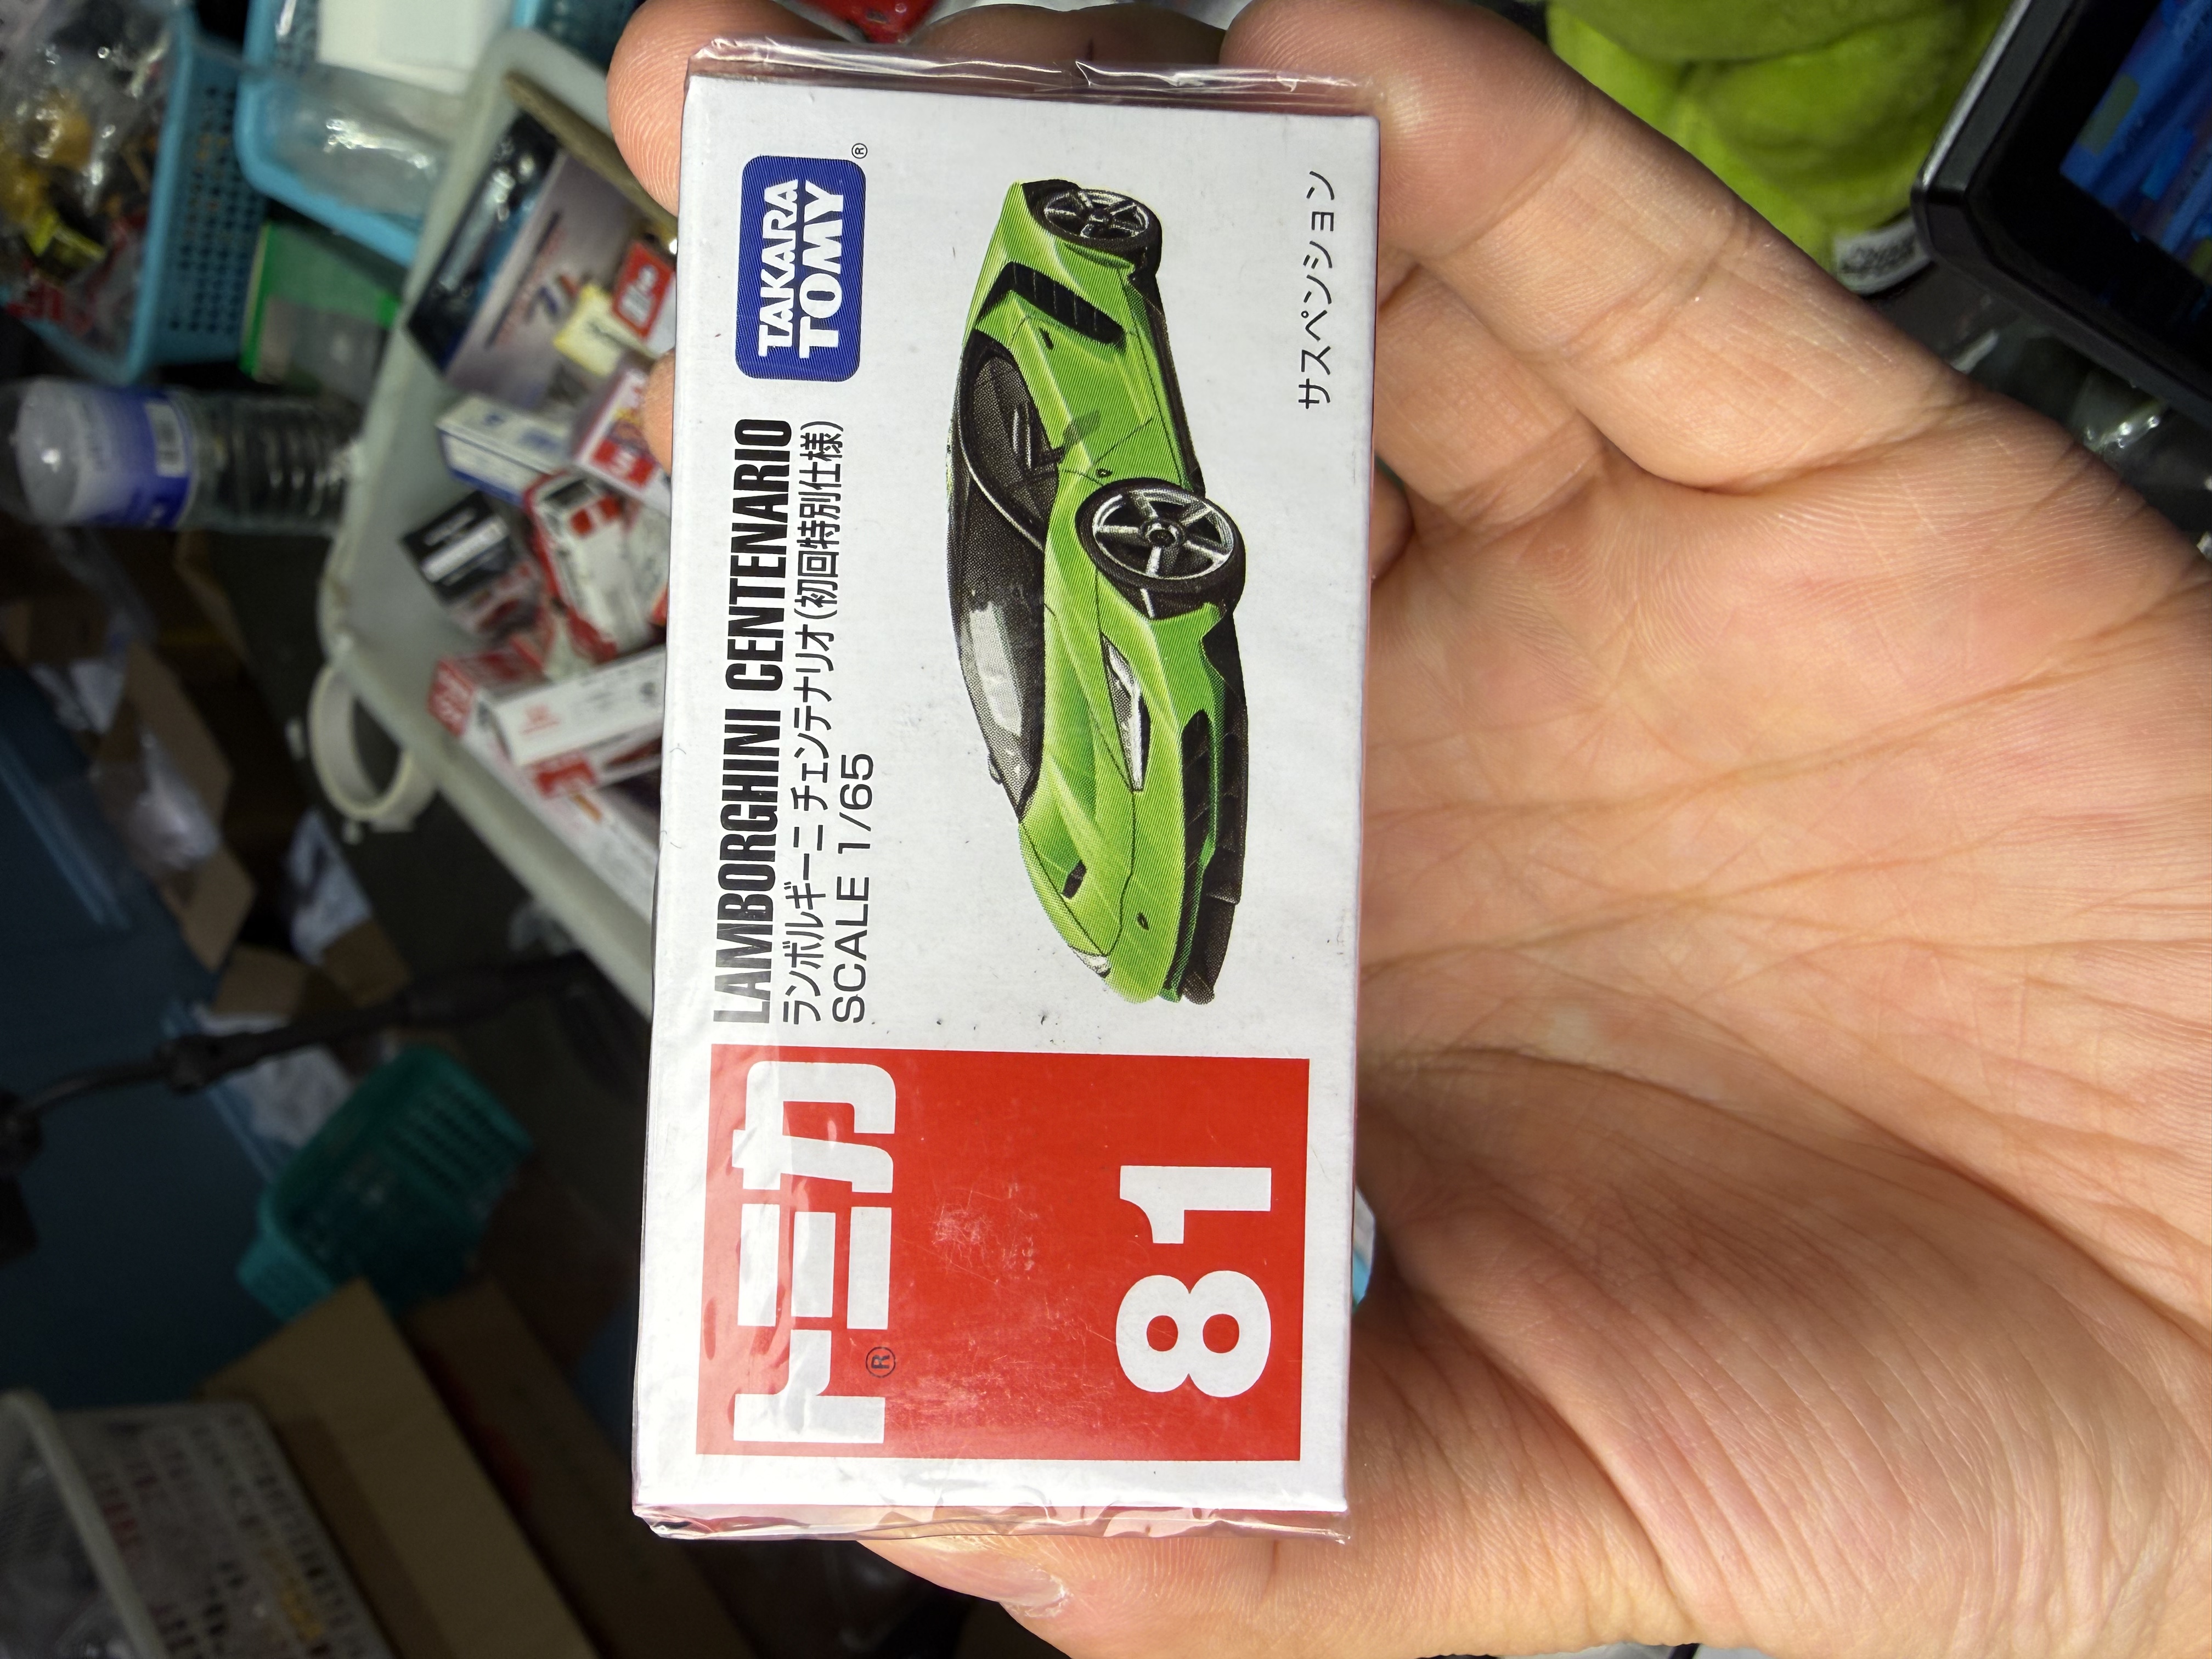 トミカ®
81
LAMBORGHINI CENTENARIO
ランボルギーニ チェンテナリオ(初回特別仕様)
SCALE 1/65
TAKARA
TOMY®
サスペンション